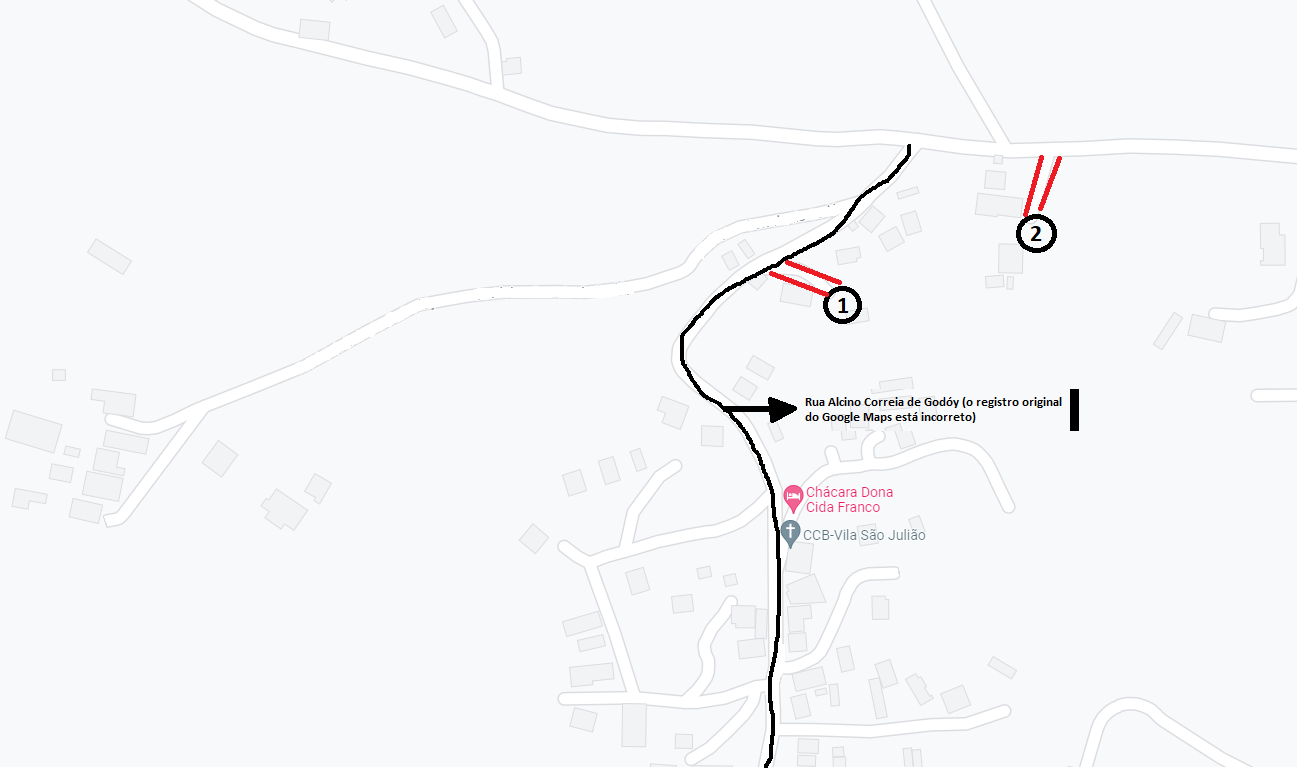 2
1
Rua Alcino Correia de Godóy (o registro original
do Google Maps está incorreto)
Chácara Dona
Cida Franco
CCB-Vila São Julião